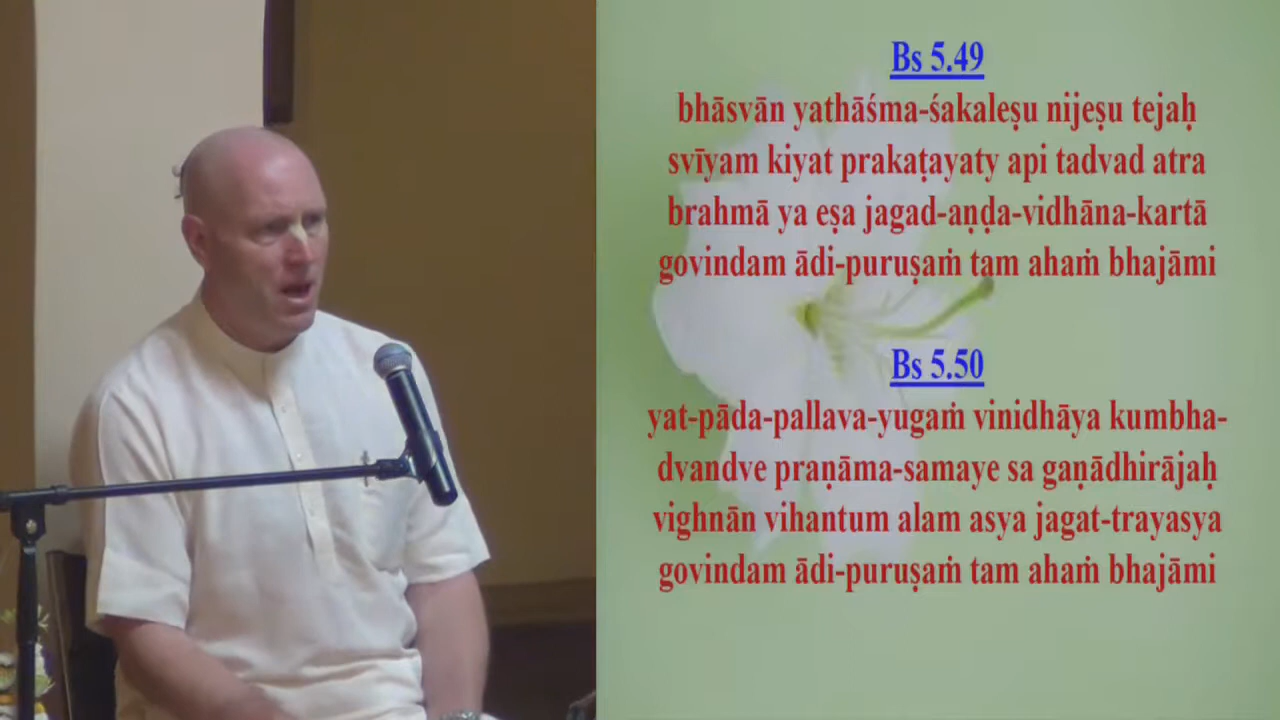 Bs 5.49
bhāsvān yathāśma-śakaleṣu nijeṣu tejaḥ
svīyam kiyat prakaṭayaty api tadvad atra
brahmā ya eṣa jagad-aṇḍa-vidhāna-kartā
govindam ādi-puruṣaṁ tam ahaṁ bhajāmi
Bs 5.50
yat-pāda-pallava-yugaṁ vinidhāya kumbha-
dvandve praṇāma-samaye sa gaṇādhirājaḥ
vighnān vihantum alam asya jagat-trayasya
govindam ādi-puruṣaṁ tam ahaṁ bhajāmi